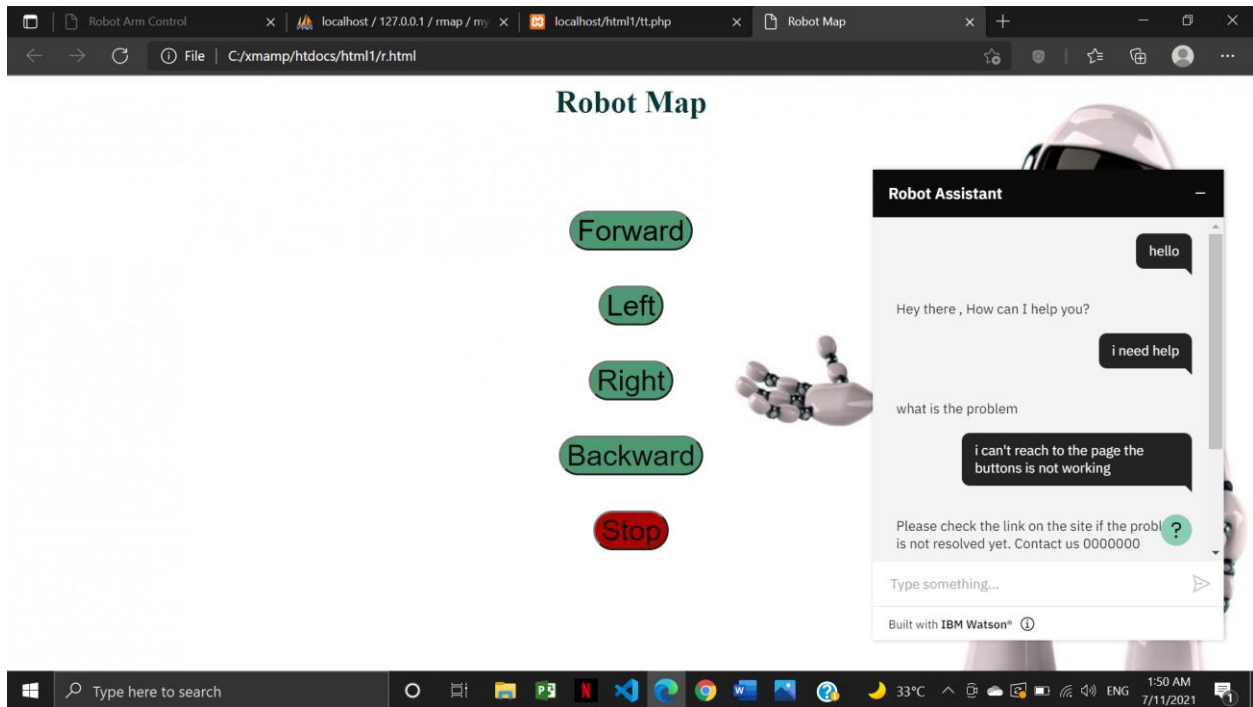 Robot Arm Control
localhost / 127.0.0.1 / rmap / my
localhost/html1/tt.php
Robot Map
File | C:/xmamp/htdocs/html1/r.html
Robot Map
Forward
Left
Right
Backward
Stop
Robot Assistant
hello
Hey there , How can I help you?
i need help
what is the problem
i can't reach to the page the
buttons is not working
Please check the link on the site if the probl
?
is not resolved yet. Contact us 0000000
Type something...
Built with IBM Watson®
Type here to search
33°C
ENG
1:50 AM
7/11/2021